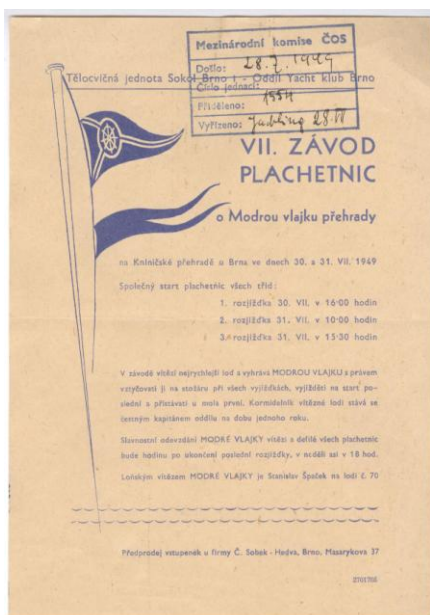 Mezinárodní komise ČOS
Došlo: 28.7.1949
Číslo jednací:
Přiděleno: 1554
Vyřízeno: 28.VII
Tělocvičná jednota Sokol Brno I - Oddíl Yacht klub Brno
VII. ZÁVOD
PLACHETNIC
o Modrou vlajku přehrady
na Kníničské přehradě u Brna ve dnech 30. a 31. VII. 1949
Společný start plachetnic všech tříd:
1. rozjížďka 30. VII. v 16·00 hodin
2. rozjížďka 31. VII. v 10·00 hodin
3. rozjížďka 31. VII. v 15·30 hodin
V závodě vítězí nejrychlejší loď a vyhrává MODROU VLAJKU s právem
vztyčovati ji na stožáru při všech vyjížďkách, vyjížděti na start po-
slední a přistávati u mola první. Kormidelník vítězné lodi stává se
čestným kapitánem oddílu na dobu jednoho roku.
Slavnostní odevzdání MODRÉ VLAJKY vítězi a defilé všech plachetnic
bude hodinu po ukončení poslední rozjížďky, v neděli asi v 18 hod.
Loňským vítězem MODRÉ VLAJKY je Stanislav Špaček na lodi č. 70
Předprodej vstupenek u firmy Č. Sobek - Hedva, Brno, Masarykova 37
2701755